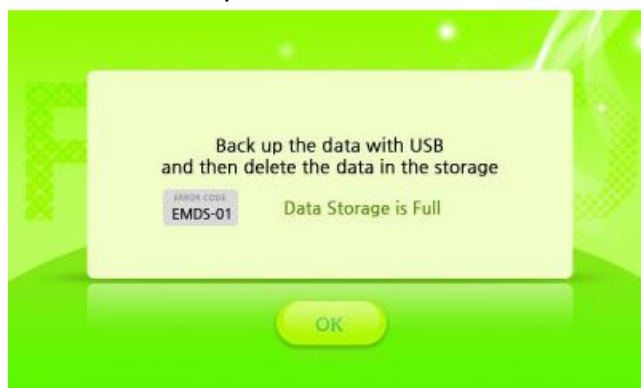 Back up the data with USB
and then delete the data in the storage
ERROR CODE
EMDS-01
Data Storage is Full
OK